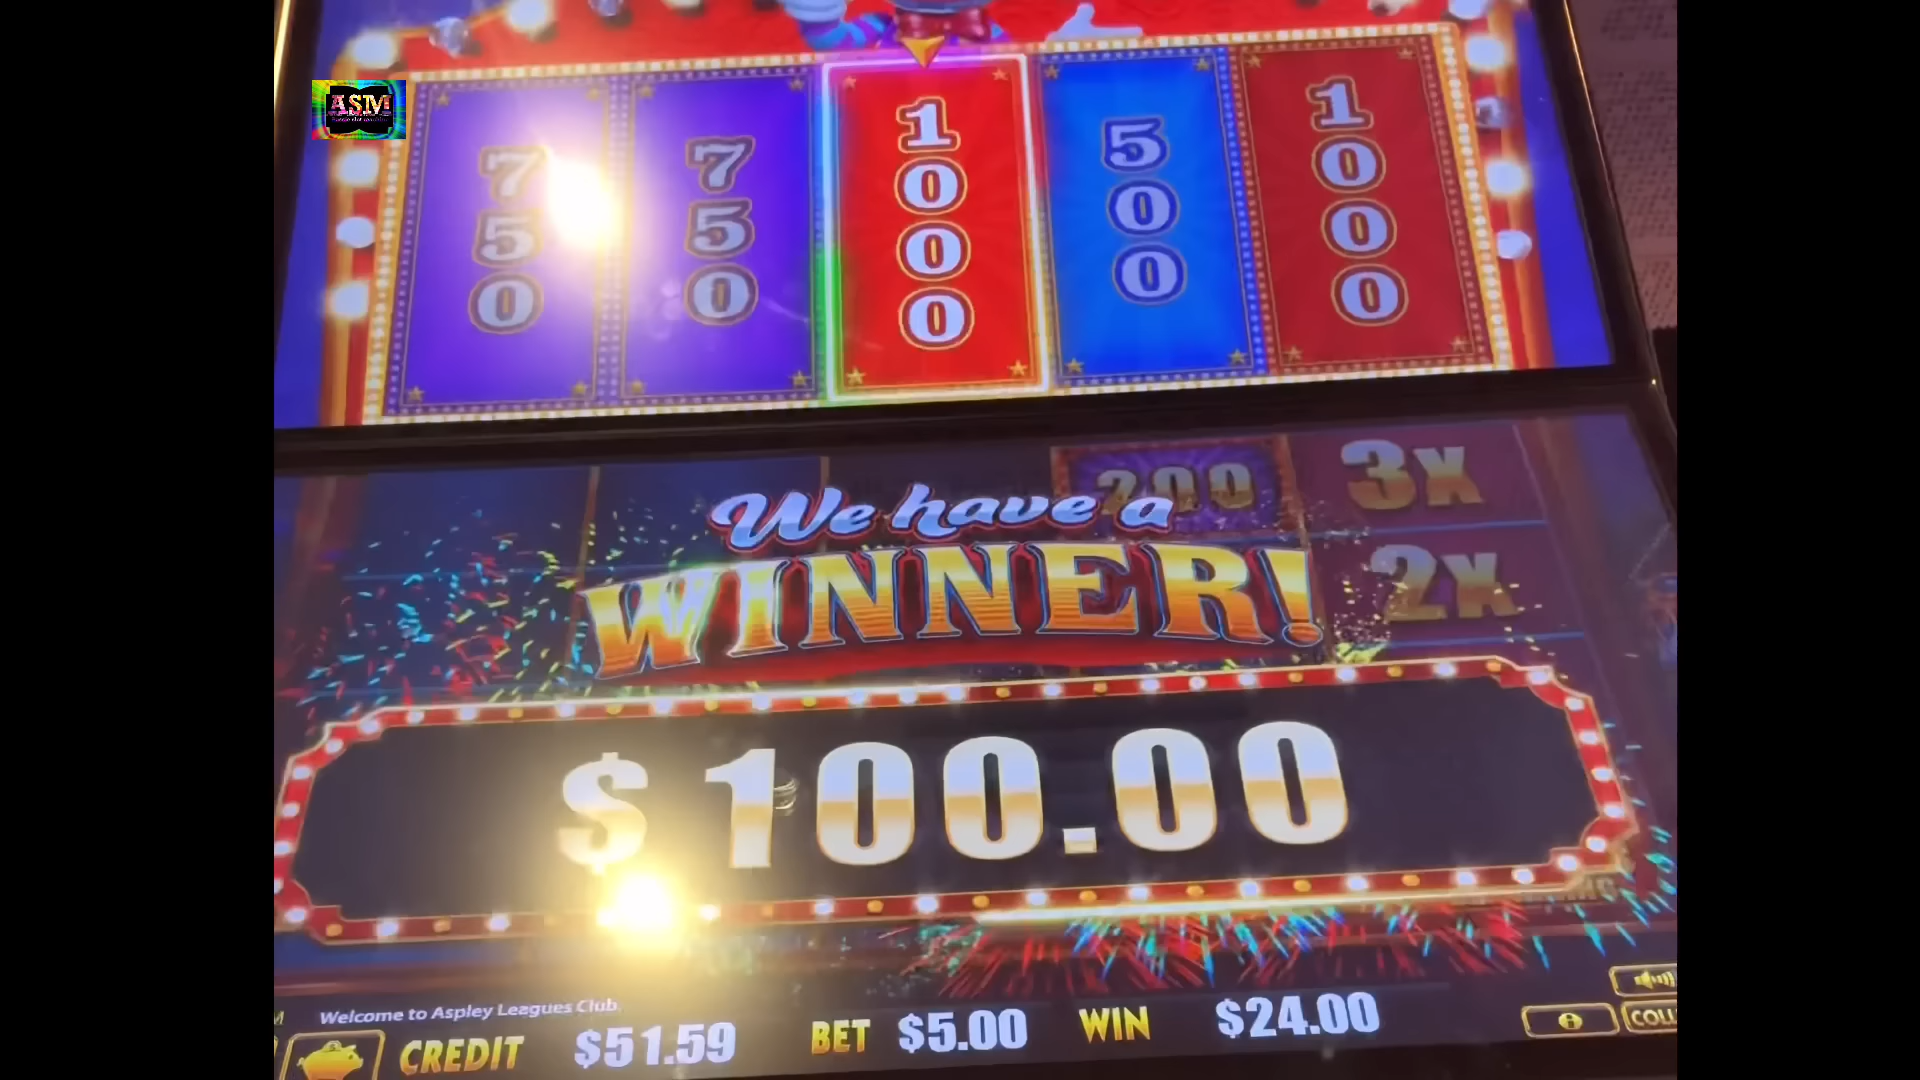 ASM
750 750 1000 500 1000
200 3x
We have a
WINNER!
2x
$100.00
Welcome to Aspley Leagues Club.
CREDIT $51.59 BET $5.00 WIN $24.00